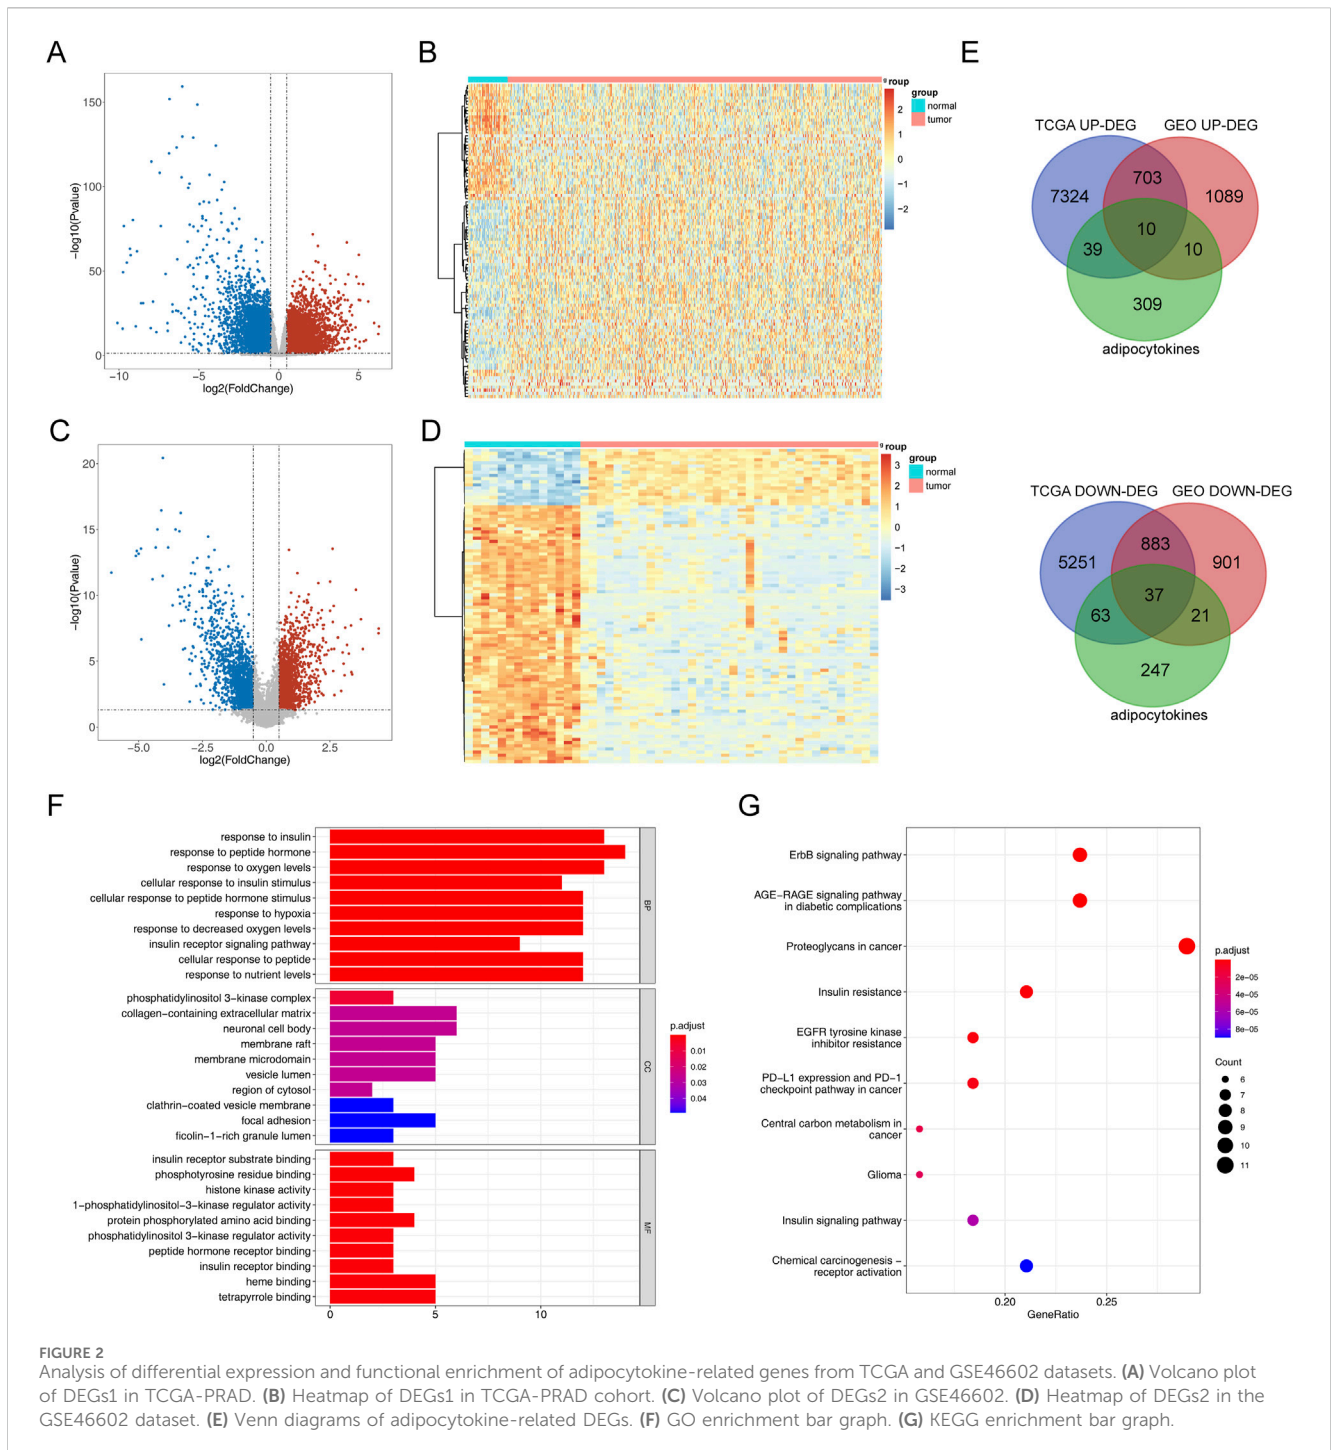 A
150
100
50
0
−log10(Pvalue)
−10
−5
0
5
log2(FoldChange)
B
group
2
1
0
−1
−2
group
normal
tumor
E
TCGA UP-DEG
GEO UP-DEG
703
7324
1089
10
39
10
309
adipocytokines
C
20
15
10
5
0
−log10(Pvalue)
−5.0
−2.5
0.0
2.5
log2(FoldChange)
D
group
3
2
1
0
−1
−2
−3
group
normal
tumor
TCGA DOWN-DEG
GEO DOWN-DEG
883
5251
901
37
63
21
247
adipocytokines
F
response to insulin
response to peptide hormone
response to oxygen levels
cellular response to insulin stimulus
cellular response to peptide hormone stimulus
response to hypoxia
response to decreased oxygen levels
insulin receptor signaling pathway
cellular response to peptide
response to nutrient levels
BP
phosphatidylinositol 3−kinase complex
collagen−containing extracellular matrix
neuronal cell body
membrane raft
membrane microdomain
vesicle lumen
region of cytosol
clathrin−coated vesicle membrane
focal adhesion
ficolin−1−rich granule lumen
CC
insulin receptor substrate binding
phosphotyrosine residue binding
histone kinase activity
1−phosphatidylinositol−3−kinase regulator activity
protein phosphorylated amino acid binding
phosphatidylinositol 3−kinase regulator activity
peptide hormone receptor binding
insulin receptor binding
heme binding
tetrapyrrole binding
MF
0
5
10
p.adjust
0.01
0.02
0.03
0.04
G
ErbB signaling pathway
AGE−RAGE signaling pathway
in diabetic complications
Proteoglycans in cancer
Insulin resistance
EGFR tyrosine kinase
inhibitor resistance
PD−L1 expression and PD−1
checkpoint pathway in cancer
Central carbon metabolism in
cancer
Glioma
Insulin signaling pathway
Chemical carcinogenesis −
receptor activation
0.20
0.25
GeneRatio
p.adjust
2e−05
4e−05
6e−05
8e−05
Count
6
7
8
9
10
11
FIGURE 2
Analysis of differential expression and functional enrichment of adipocytokine-related genes from TCGA and GSE46602 datasets. (A) Volcano plot
of DEGs1 in TCGA-PRAD. (B) Heatmap of DEGs1 in TCGA-PRAD cohort. (C) Volcano plot of DEGs2 in GSE46602. (D) Heatmap of DEGs2 in the
GSE46602 dataset. (E) Venn diagrams of adipocytokine-related DEGs. (F) GO enrichment bar graph. (G) KEGG enrichment bar graph.